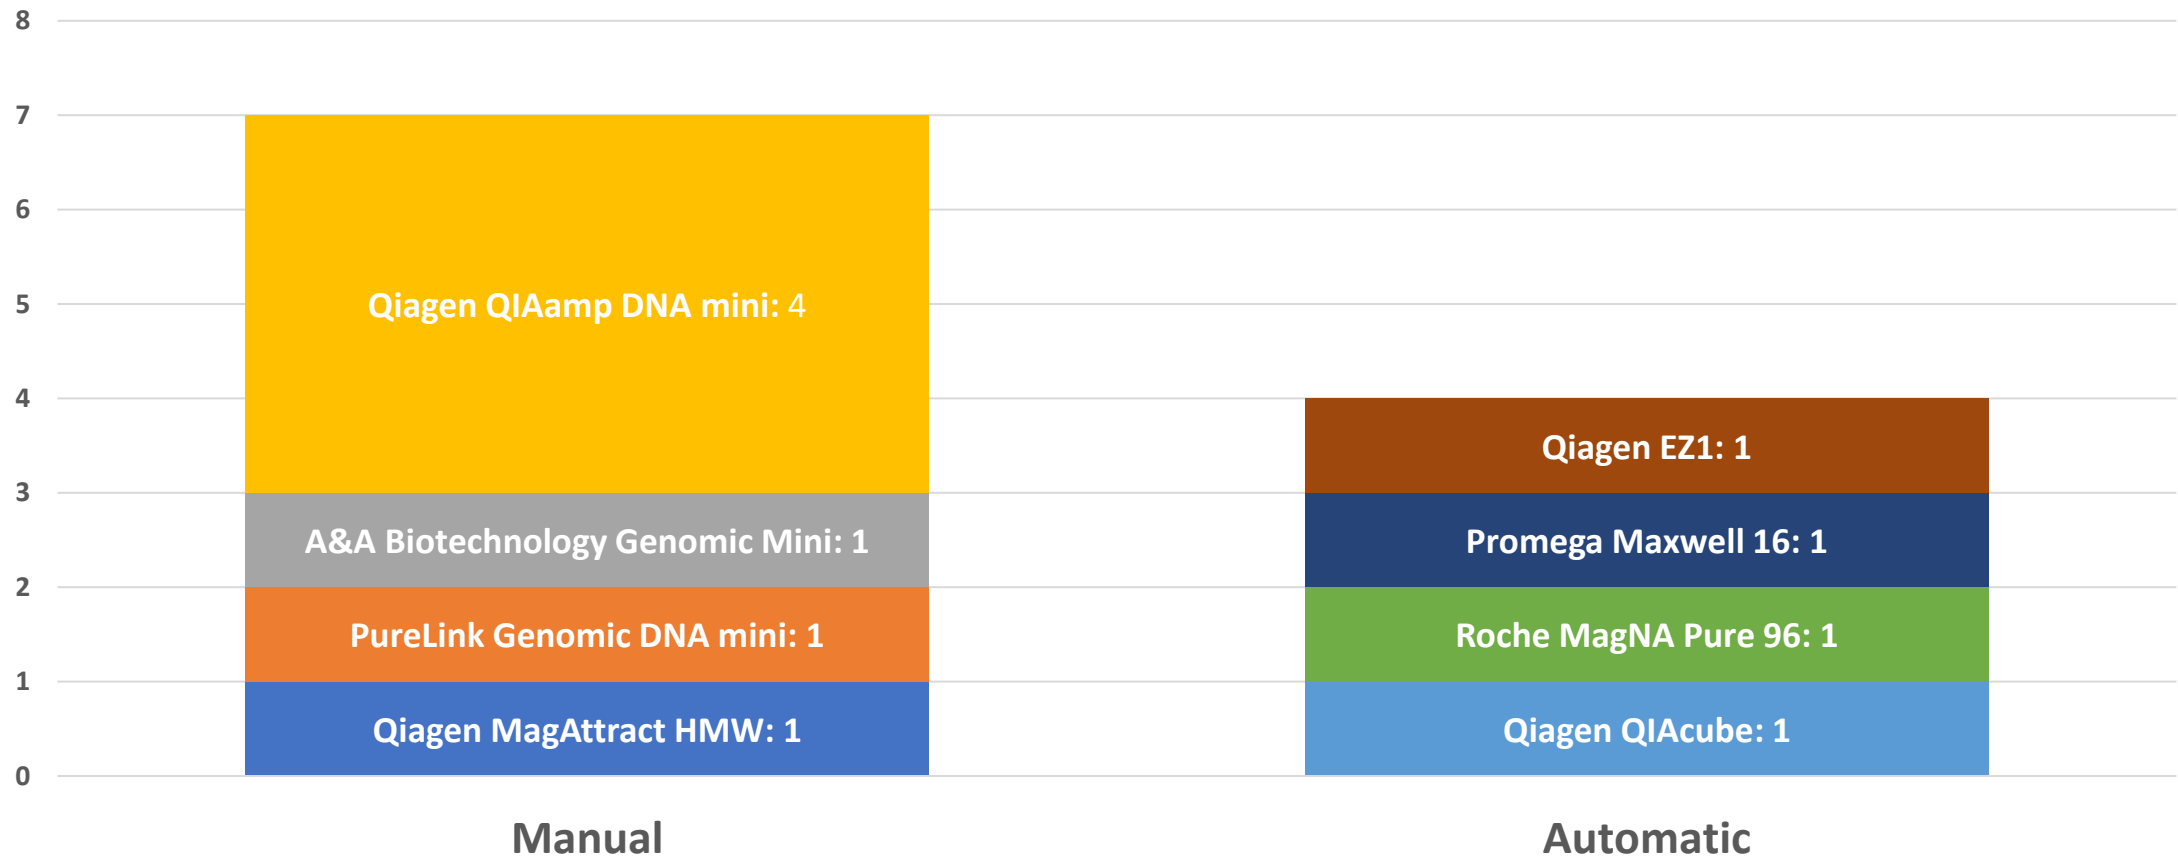 8
7
6
5
4
3
2
1
0
Qiagen QIAamp DNA mini: 4
A&A Biotechnology Genomic Mini: 1
PureLink Genomic DNA mini: 1
Qiagen MagAttract HMW: 1
Qiagen EZ1: 1
Promega Maxwell 16: 1
Roche MagNA Pure 96: 1
Qiagen QIAcube: 1
Manual
Automatic